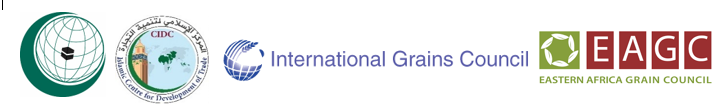 المركز الإسلامي لتنمية التجارة
CIDC
Islamic Centre for Development of Trade
International Grains Council
EAGC
EASTERN AFRICA GRAIN COUNCIL